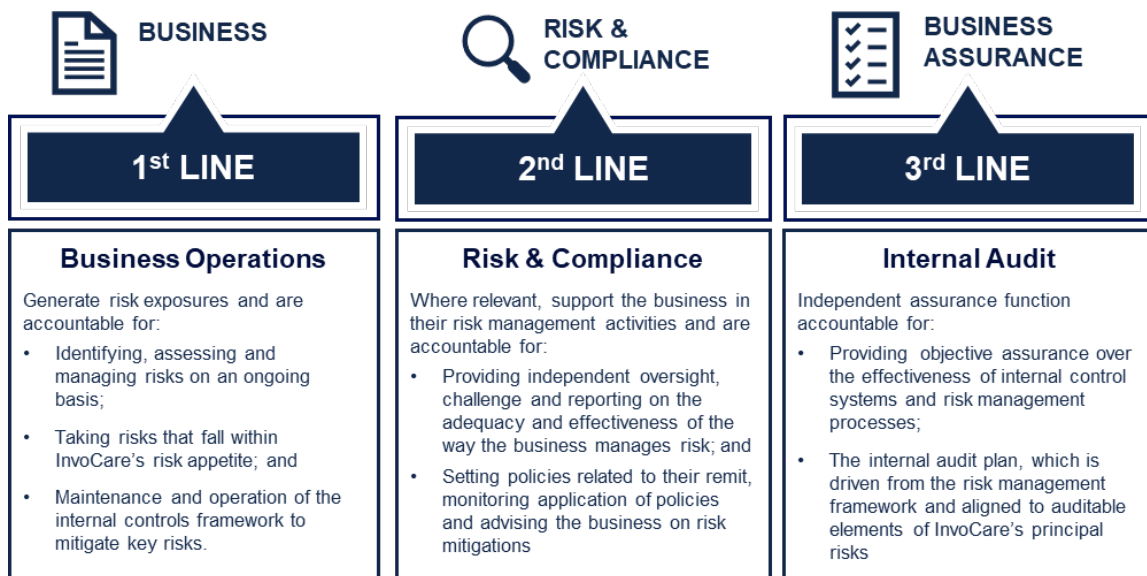 BUSINESS
1st LINE
Business Operations
Generate risk exposures and are
accountable for:
• Identifying, assessing and
managing risks on an ongoing
basis;
• Taking risks that fall within
InvoCare's risk appetite; and
• Maintenance and operation of the
internal controls framework to
mitigate key risks.
RISK &
COMPLIANCE
2nd LINE
Risk & Compliance
Where relevant, support the business in
their risk management activities and are
accountable for:
• Providing independent oversight,
challenge and reporting on the
adequacy and effectiveness of the
way the business manages risk; and
• Setting policies related to their remit,
monitoring application of policies
and advising the business on risk
mitigations
BUSINESS
ASSURANCE
3rd LINE
Internal Audit
Independent assurance function
accountable for:
• Providing objective assurance over
the effectiveness of internal control
systems and risk management
processes;
• The internal audit plan, which is
driven from the risk management
framework and aligned to auditable
elements of InvoCare's principal
risks